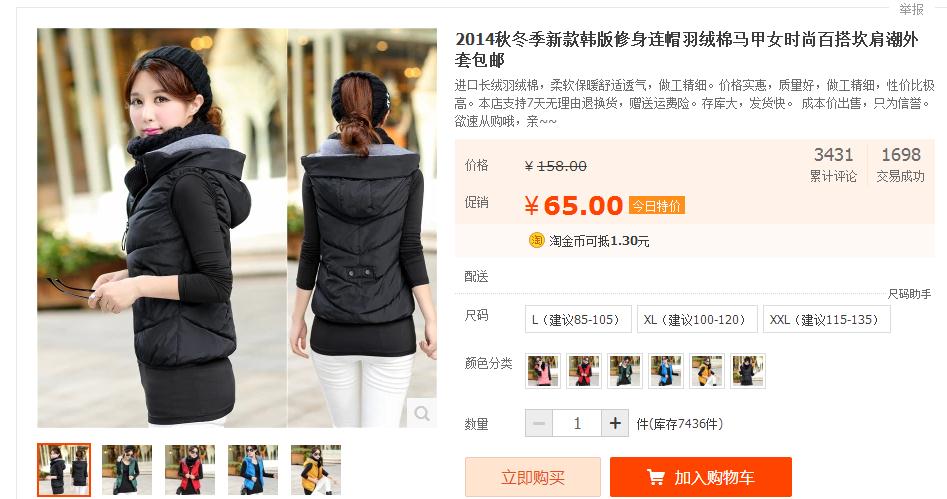 举报
2014秋冬季新款韩版修身连帽羽绒棉马甲女时尚百搭坎肩潮外
套包邮
进口长绒羽绒棉，柔软保暖舒适透气，做工精细。价格实惠，质量好，做工精细，性价比极
高。本店支持7天无理由退换货，赠送运费险。存库大，发货快。 成本价出售，只为信誉。
欲速从购哦，亲~~
价格 ¥ 158.00 3431 1698
累计评论 交易成功
促销 ¥ 65.00 今日特价
淘 淘金币可抵1.30元
配送
尺码助手
尺码 L（建议85-105） XL（建议100-120） XXL（建议115-135）
颜色分类
数量 − 1 + 件(库存7436件)
立即购买 加入购物车